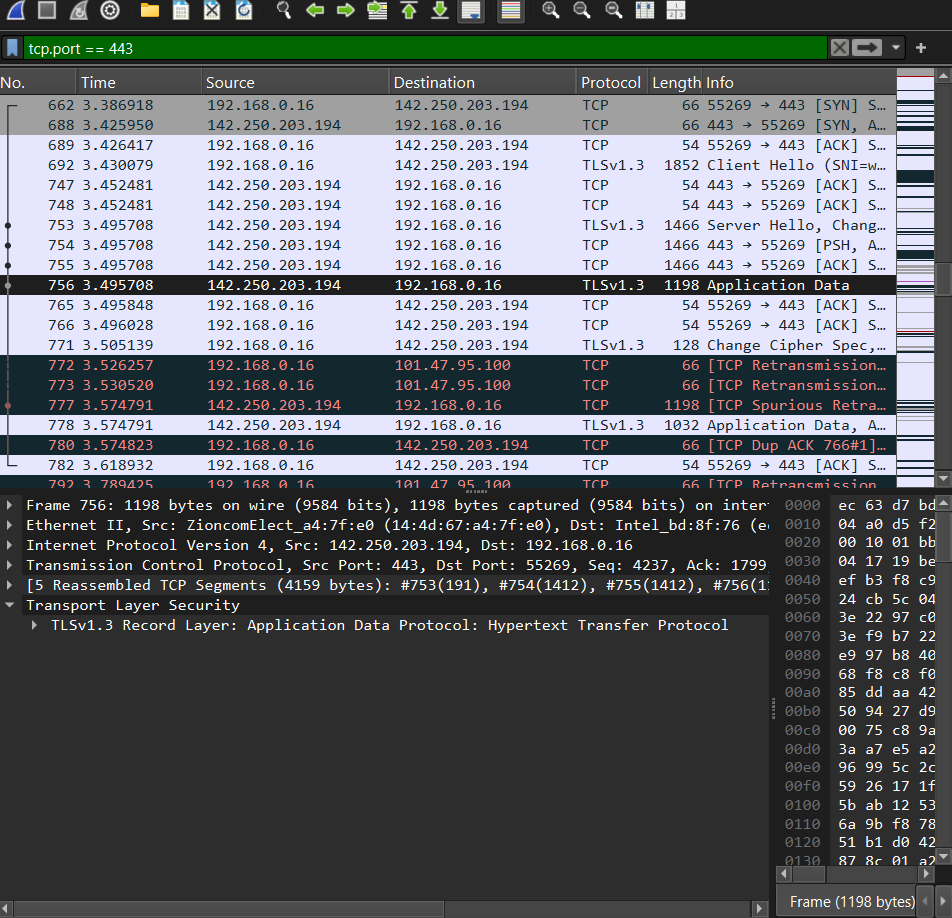 tcp.port == 443
No. Time Source Destination Protocol Length Info
662 3.386918 192.168.0.16 142.250.203.194 TCP 66 55269 → 443 [SYN] S…
688 3.425950 142.250.203.194 192.168.0.16 TCP 66 443 → 55269 [SYN, A…
689 3.426417 192.168.0.16 142.250.203.194 TCP 54 55269 → 443 [ACK] S…
692 3.430079 192.168.0.16 142.250.203.194 TLSv1.3 1852 Client Hello (SNI=w…
747 3.452481 142.250.203.194 192.168.0.16 TCP 54 443 → 55269 [ACK] S…
748 3.452481 142.250.203.194 192.168.0.16 TCP 54 443 → 55269 [ACK] S…
753 3.495708 142.250.203.194 192.168.0.16 TLSv1.3 1466 Server Hello, Chang…
754 3.495708 142.250.203.194 192.168.0.16 TCP 1466 443 → 55269 [PSH, A…
755 3.495708 142.250.203.194 192.168.0.16 TCP 1466 443 → 55269 [ACK] S…
756 3.495708 142.250.203.194 192.168.0.16 TLSv1.3 1198 Application Data
765 3.495848 192.168.0.16 142.250.203.194 TCP 54 55269 → 443 [ACK] S…
766 3.496028 192.168.0.16 142.250.203.194 TCP 54 55269 → 443 [ACK] S…
771 3.505139 192.168.0.16 142.250.203.194 TLSv1.3 128 Change Cipher Spec,…
772 3.526257 192.168.0.16 101.47.95.100 TCP 66 [TCP Retransmission…
773 3.530520 192.168.0.16 101.47.95.100 TCP 66 [TCP Retransmission…
777 3.574791 142.250.203.194 192.168.0.16 TCP 1198 [TCP Spurious Retra…
778 3.574791 142.250.203.194 192.168.0.16 TLSv1.3 1032 Application Data, A…
780 3.574823 192.168.0.16 142.250.203.194 TCP 66 [TCP Dup ACK 766#1]…
782 3.618932 192.168.0.16 142.250.203.194 TCP 54 55269 → 443 [ACK] S…
792 3.789425 192.168.0.16 101.47.95.100 TCP 66 [TCP Retransmission…
Frame 756: 1198 bytes on wire (9584 bits), 1198 bytes captured (9584 bits) on inter
Ethernet II, Src: ZioncomElect_a4:7f:e0 (14:4d:67:a4:7f:e0), Dst: Intel_bd:8f:76 (e
Internet Protocol Version 4, Src: 142.250.203.194, Dst: 192.168.0.16
Transmission Control Protocol, Src Port: 443, Dst Port: 55269, Seq: 4237, Ack: 1799,
[5 Reassembled TCP Segments (4159 bytes): #753(191), #754(1412), #755(1412), #756(1
Transport Layer Security
TLSv1.3 Record Layer: Application Data Protocol: Hypertext Transfer Protocol
0000 ec 63 d7 bd
0010 04 a0 d5 f2
0020 00 10 01 bb
0030 04 17 19 be
0040 ef b3 f8 c9
0050 24 cb 5c 04
0060 3e 22 97 c0
0070 3e f9 b7 22
0080 e9 97 b8 40
0090 68 f8 c8 f0
00a0 85 dd aa 42
00b0 50 94 27 d9
00c0 00 75 c8 9a
00d0 3a a7 e5 a2
00e0 96 99 5c 2c
00f0 59 26 17 1f
0100 5b ab 12 53
0110 6a 9b f8 78
0120 51 b1 d0 42
0130 87 8c 01 a2
Frame (1198 bytes)